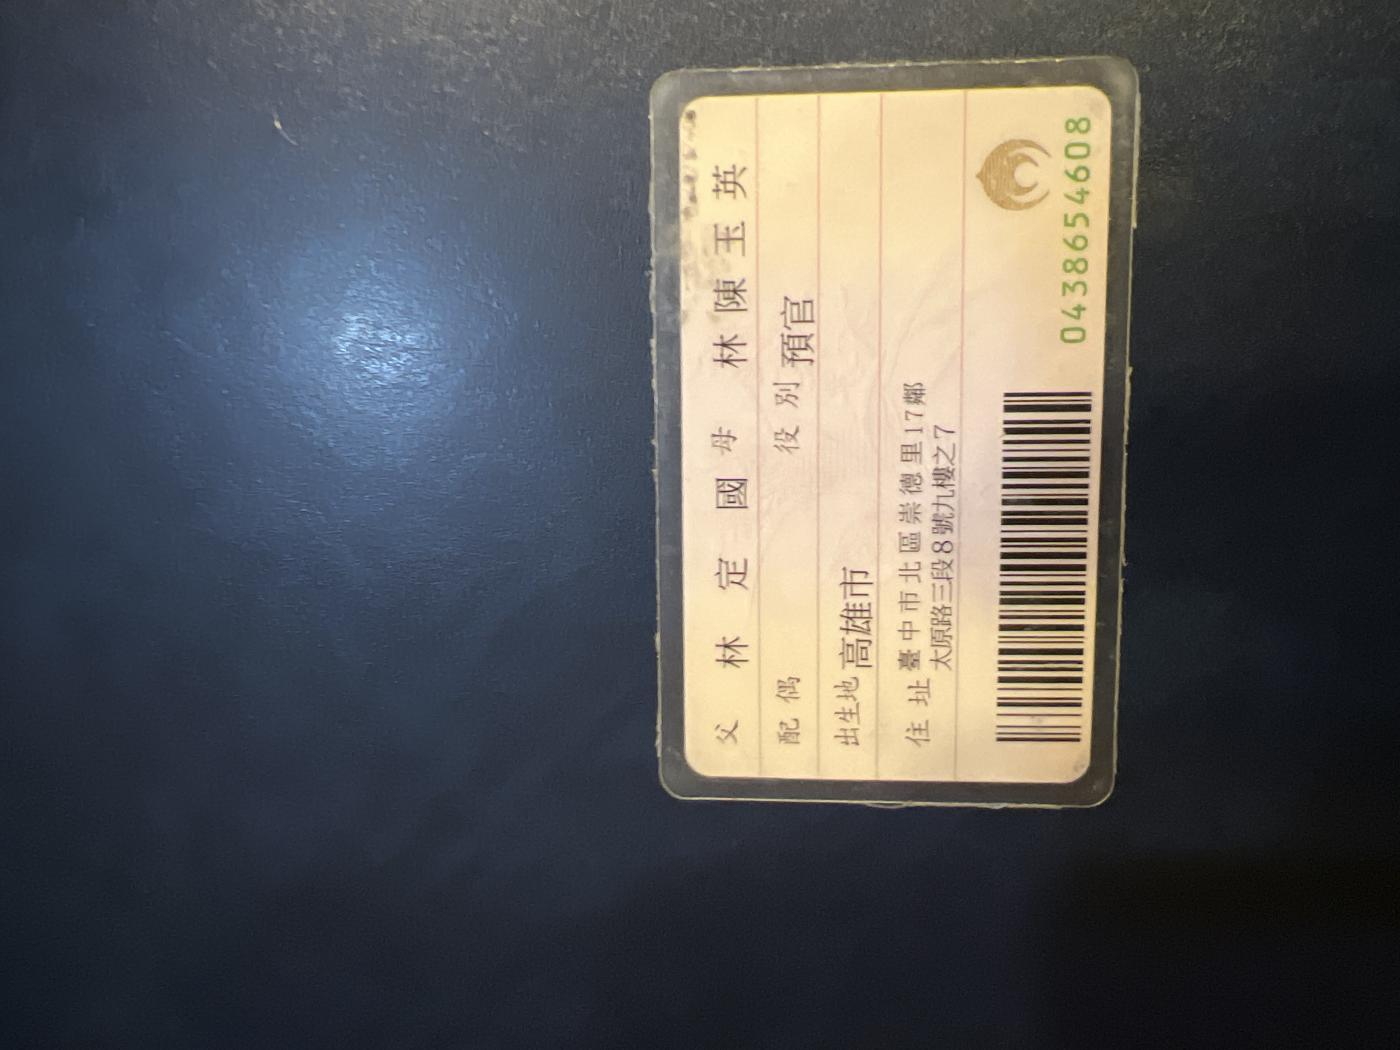 父 林定國 母 林陳玉英
配偶 役別 預官
出生地 高雄市
住址 臺中市北區崇德里17鄰
太原路三段8號九樓之7
0438654608